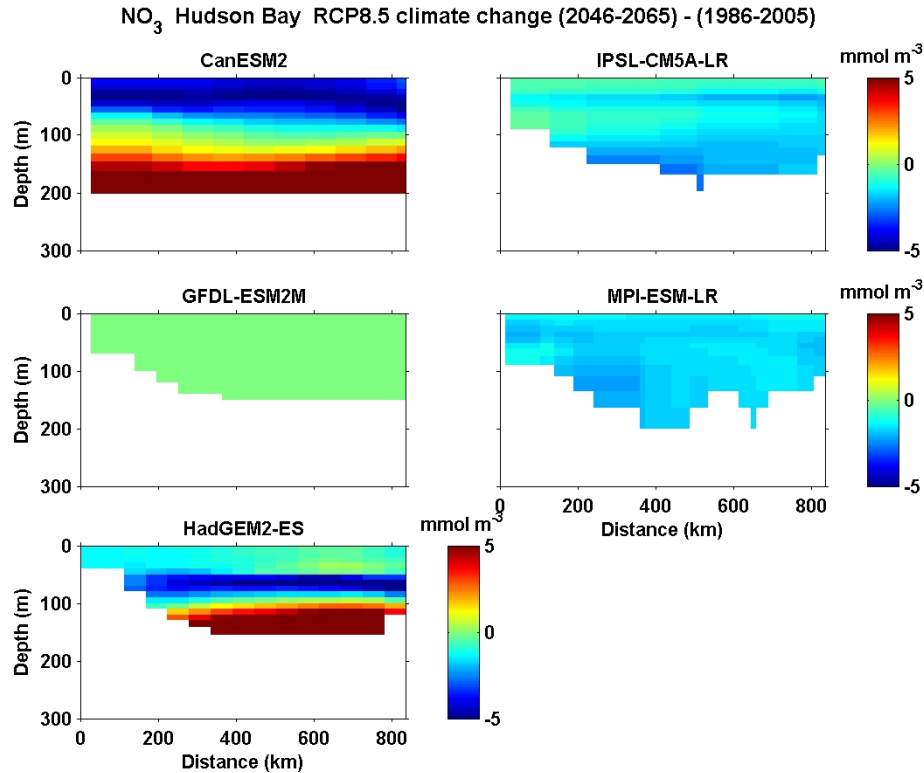 NO3 Hudson Bay RCP8.5 climate change (2046-2065) - (1986-2005)
CanESM2
IPSL-CM5A-LR
mmol m-3
0
100
200
300
Depth (m)
5
0
-5
GFDL-ESM2M
MPI-ESM-LR
mmol m-3
0
100
200
300
Depth (m)
0
200
400
600
800
Distance (km)
5
0
-5
HadGEM2-ES
mmol m-3
0
100
200
300
Depth (m)
0
200
400
600
800
Distance (km)
5
0
-5